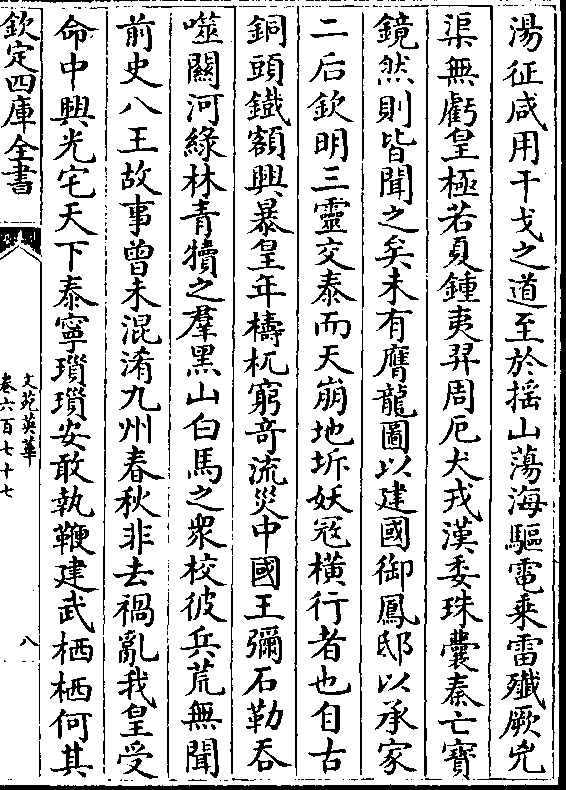 湯征咸用干戈之道至於揺山蕩海驅電乘雷殲厥兇
渠無虧皇極若夏鍾夷羿周厄犬戎漢委珠囊秦亡寳
鏡然則皆聞之矣未有膺龍圖以建國御鳳邸以承家
二后欽明三靈交泰而天崩地坼妖冦横行者也自古
銅頭鐵額興暴皇年檮杌窮竒流災中國王彌石勒吞
噬關河綠林青犢之羣黑山白馬之衆校彼兵荒無聞
前史八王故事曽未混淆九州春秋非去禍亂我皇受
命中興光宅天下泰寧瑣瑣安敢執鞭建武栖栖何其
欽定四庫全書
文苑英華
卷六百七十七
八